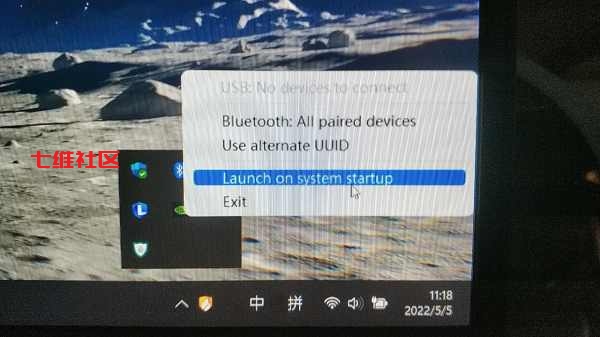 USB: No devices to connect
Bluetooth: All paired devices
Use alternate UUID
Launch on system startup
Exit
七维社区
中
拼
11:18
2022/5/5